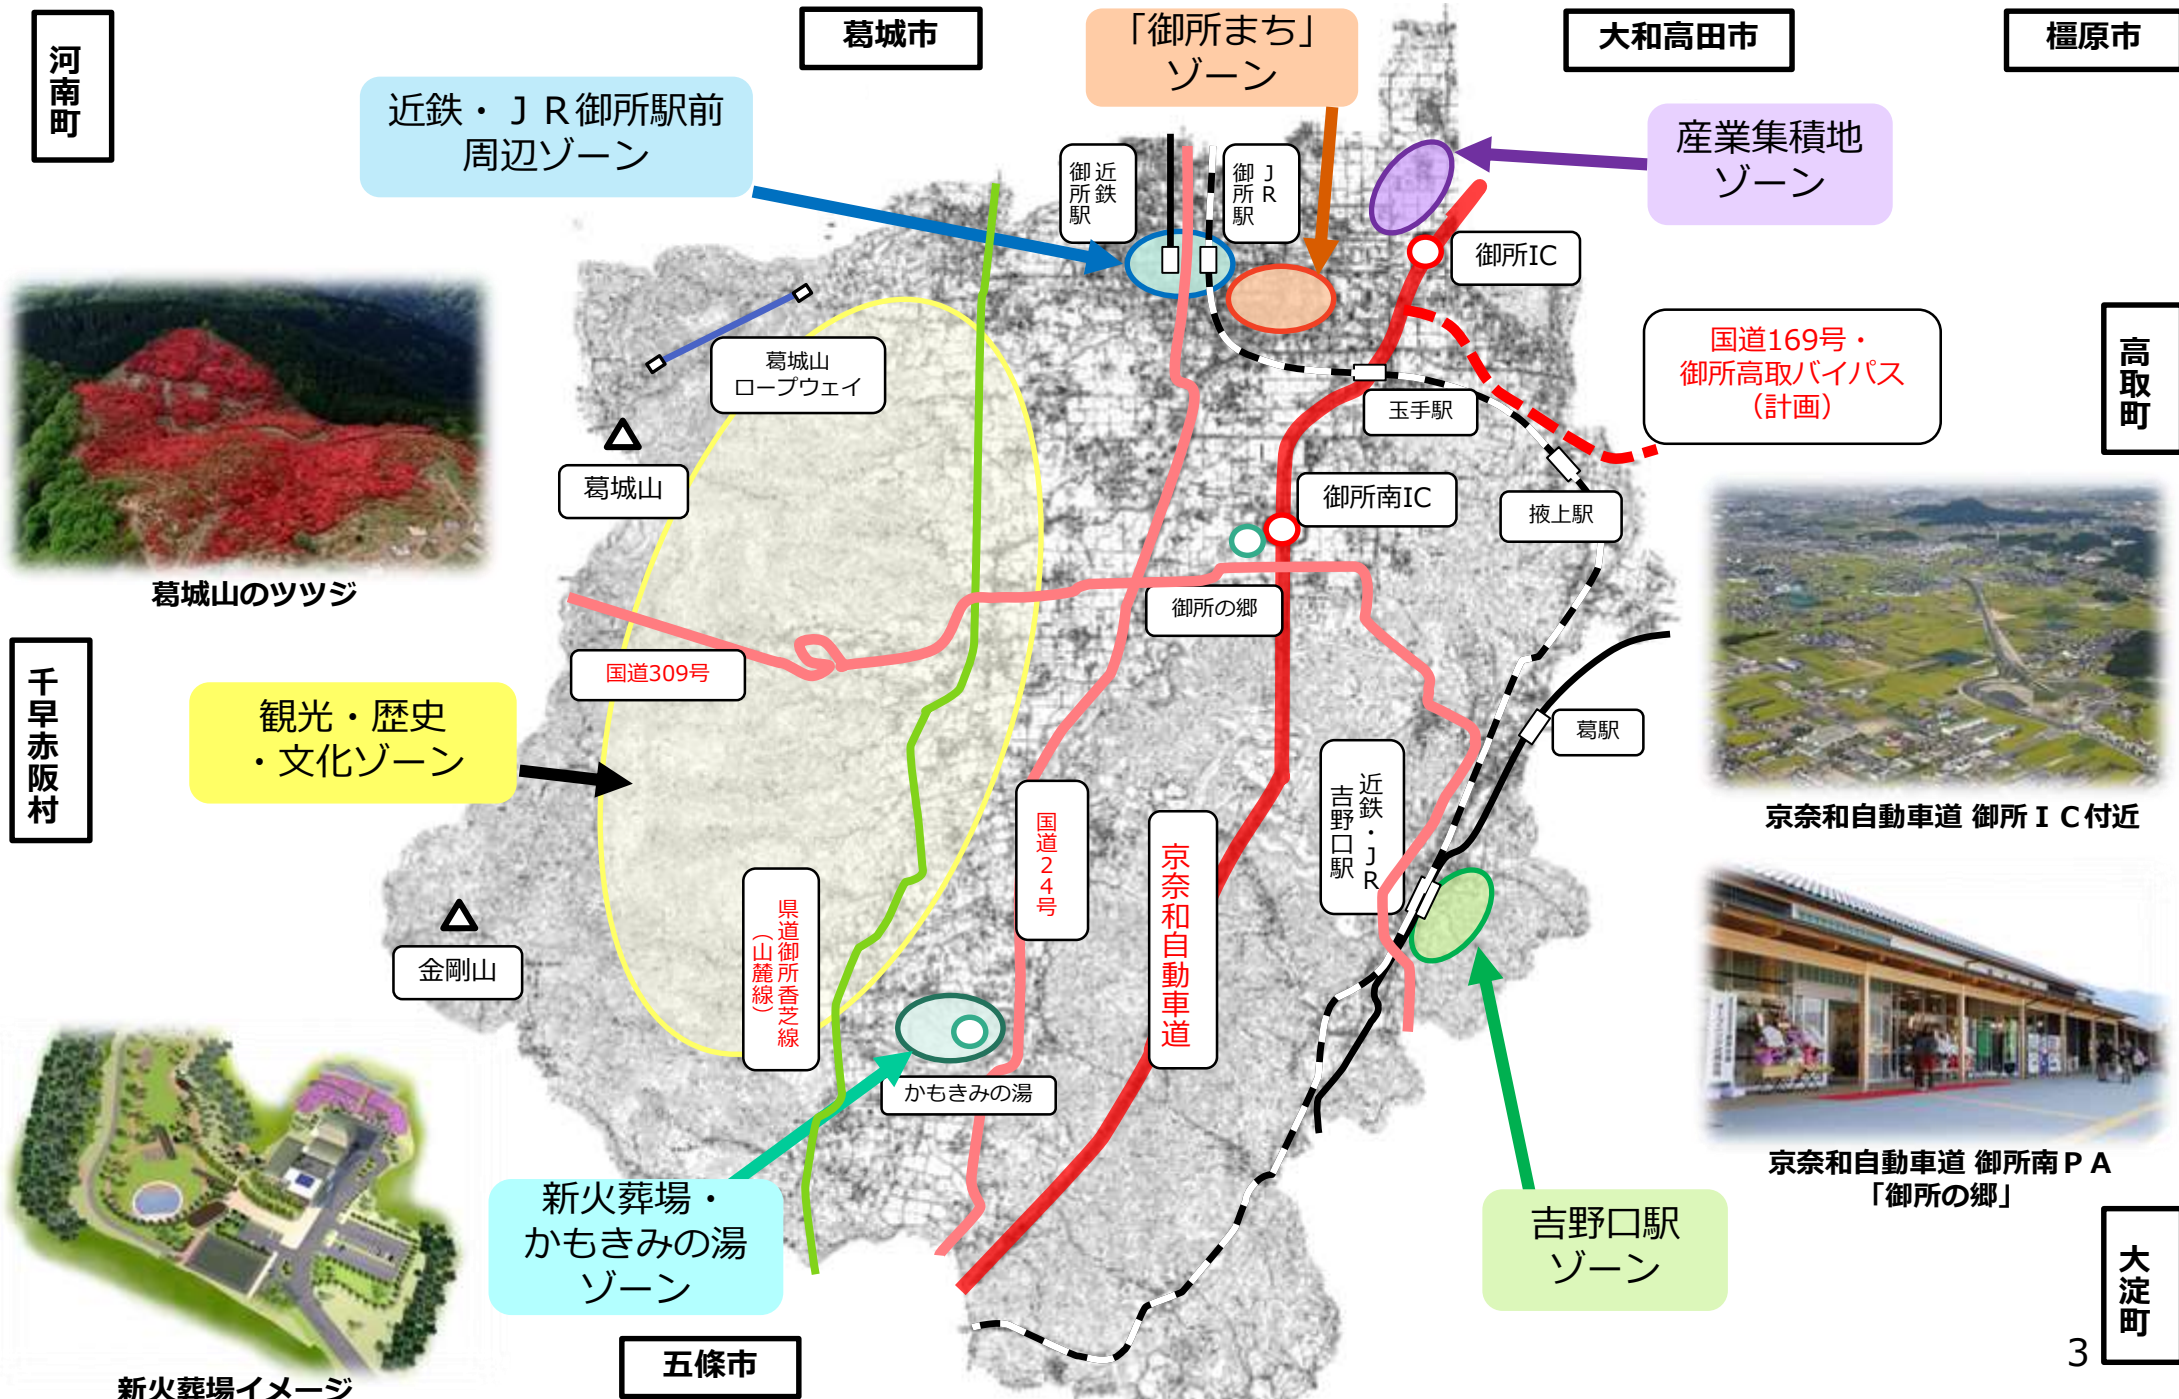 河南町
葛城市
「御所まち」
ゾーン
大和高田市
橿原市
近鉄・ＪＲ御所駅前
周辺ゾーン
産業集積地
ゾーン
近鉄
御所駅
ＪＲ
御所駅
御所IC
葛城山
ロープウェイ
国道169号・
御所高取バイパス
（計画）
高取町
玉手駅
葛城山
御所南IC
掖上駅
葛城山のツツジ
御所の郷
国道309号
千早赤阪村
観光・歴史
・文化ゾーン
葛駅
近鉄・ＪＲ
吉野口駅
国道２４号
京奈和自動車道
京奈和自動車道 御所ＩＣ付近
県道御所香芝線
（山麓線）
金剛山
かもきみの湯
京奈和自動車道 御所南ＰＡ
「御所の郷」
新火葬場・
かもきみの湯
ゾーン
吉野口駅
ゾーン
大淀町
五條市
新火葬場イメージ
3